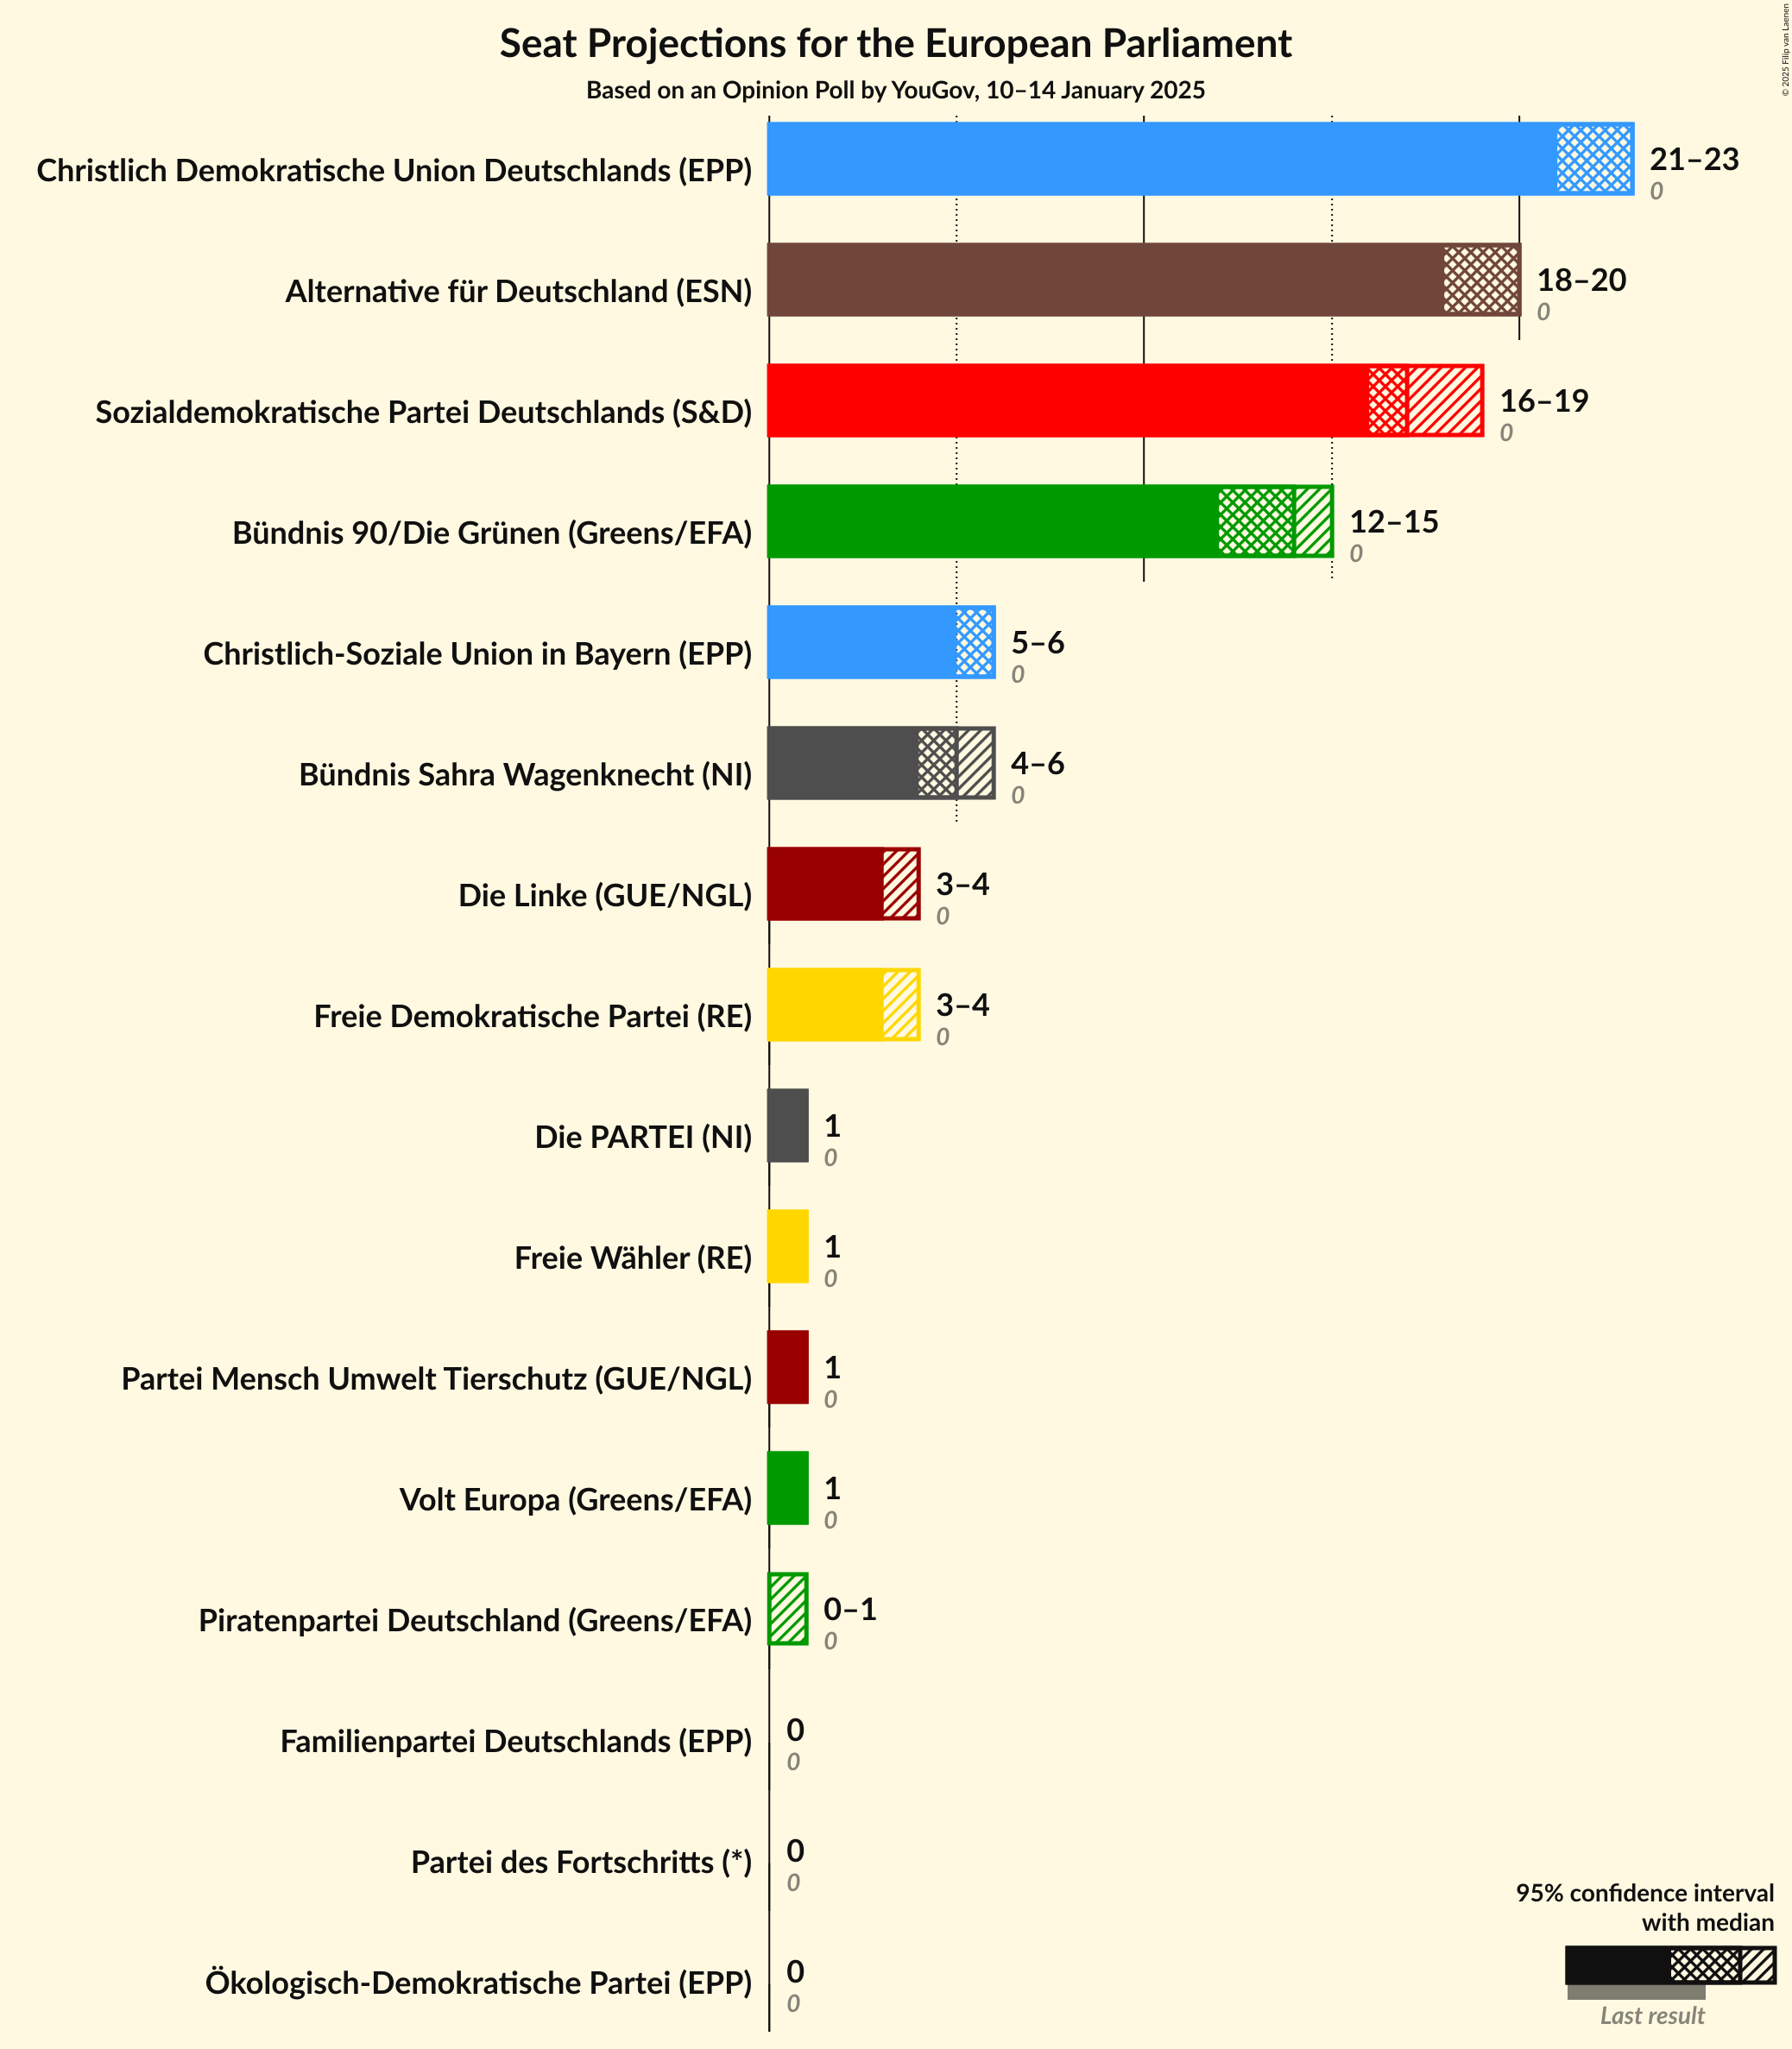 Seat Projections for the European Parliament
Based on an Opinion Poll by YouGov, 10–14 January 2025
© 2025 Filip van Laenen
Christlich Demokratische Union Deutschlands (EPP)
21–23
0
Alternative für Deutschland (ESN)
18–20
0
Sozialdemokratische Partei Deutschlands (S&D)
16–19
0
Bündnis 90/Die Grünen (Greens/EFA)
12–15
0
Christlich-Soziale Union in Bayern (EPP)
5–6
0
Bündnis Sahra Wagenknecht (NI)
4–6
0
Die Linke (GUE/NGL)
3–4
0
Freie Demokratische Partei (RE)
3–4
0
Die PARTEI (NI)
1
0
Freie Wähler (RE)
1
0
Partei Mensch Umwelt Tierschutz (GUE/NGL)
1
0
Volt Europa (Greens/EFA)
1
0
Piratenpartei Deutschland (Greens/EFA)
0–1
0
Familienpartei Deutschlands (EPP)
0
0
Partei des Fortschritts (*)
0
0
Ökologisch-Demokratische Partei (EPP)
0
0
95% confidence interval
with median
Last result